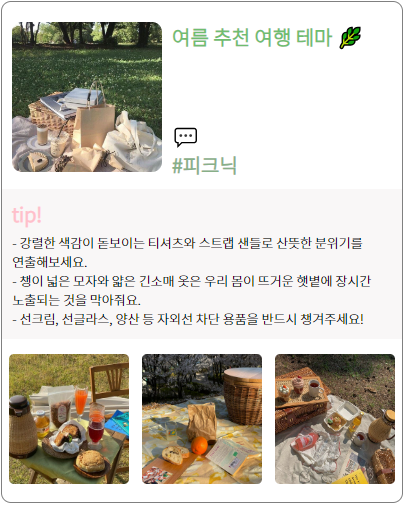 여름 추천 여행 테마
#피크닉
tip!
- 강렬한 색감이 돋보이는 티셔츠와 스트랩 샌들로 산뜻한 분위기를
연출해보세요.
- 챙이 넓은 모자와 얇은 긴소매 옷은 우리 몸이 뜨거운 햇볕에 장시간
노출되는 것을 막아줘요.
- 선크림, 선글라스, 양산 등 자외선 차단 용품을 반드시 챙겨주세요!